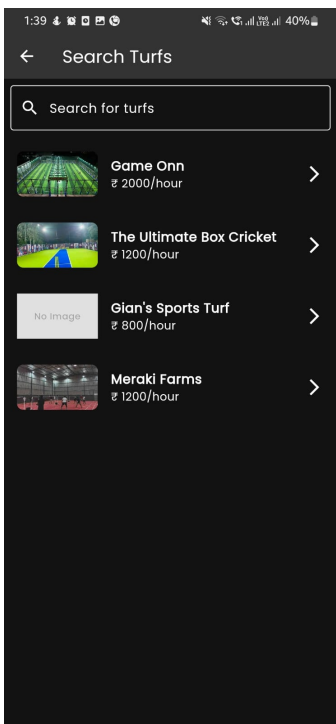 1:39
40%
Search Turfs
Search for turfs
Game Onn
₹ 2000/hour
The Ultimate Box Cricket
₹ 1200/hour
No Image
Gian's Sports Turf
₹ 800/hour
Meraki Farms
₹ 1200/hour